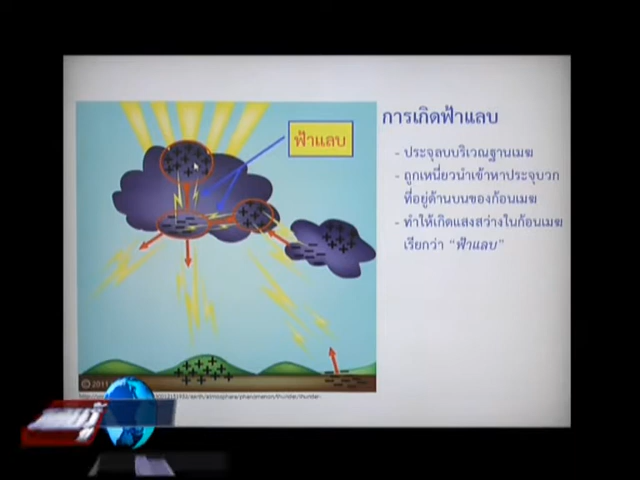 การเกิดฟ้าแลบ
ฟ้าแลบ
- ประจุลบบริเวณฐานเมฆ
- ถูกเหนี่ยวนำเข้าหาประจุบวก
ที่อยู่ด้านบนของก้อนเมฆ
- ทำให้เกิดแสงสว่างในก้อนเมฆ
เรียกว่า “ฟ้าแลบ”
© 2011